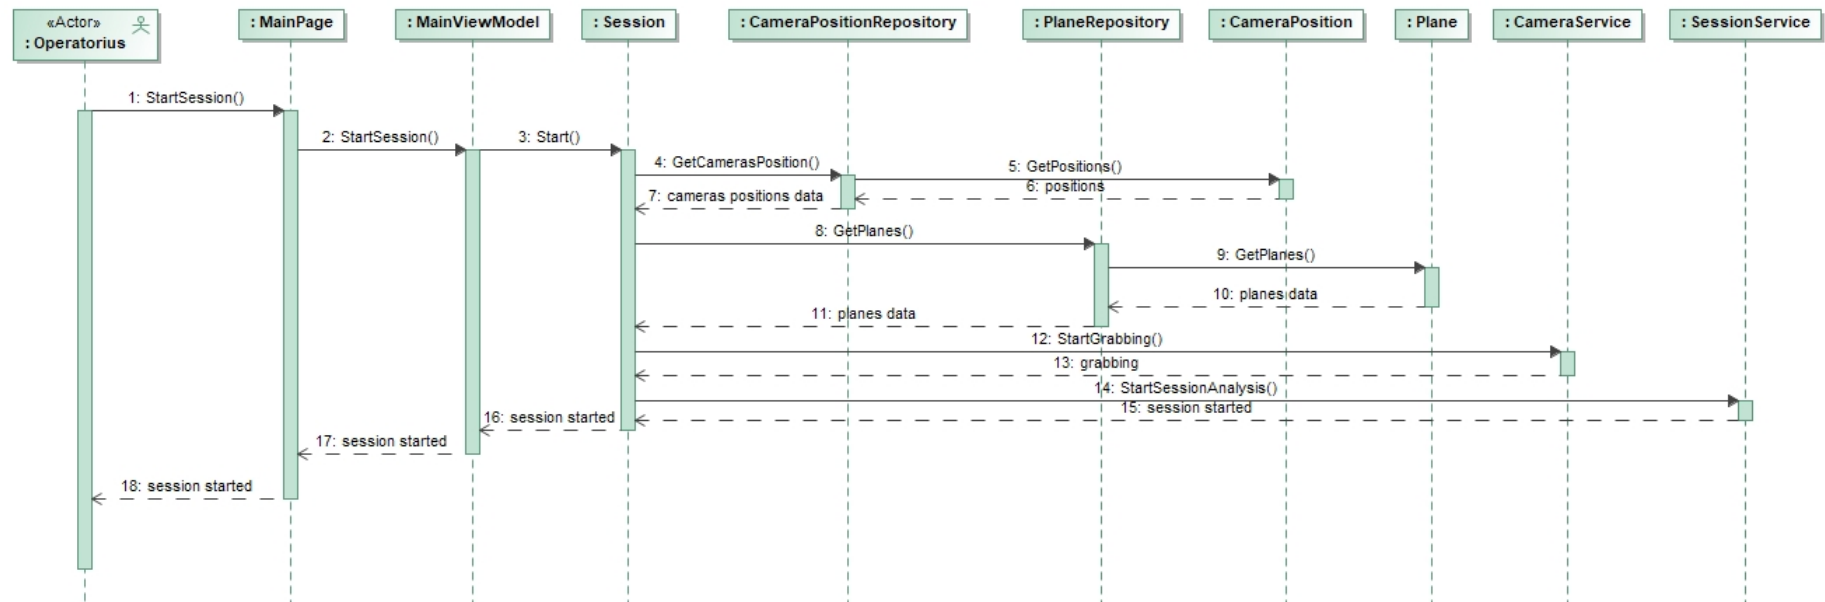 «Actor»
: Operatorius
: MainPage
: MainViewModel
: Session
: CameraPositionRepository
: PlaneRepository
: CameraPosition
: Plane
: CameraService
: SessionService
1: StartSession()
2: StartSession()
3: Start()
4: GetCamerasPosition()
5: GetPositions()
6: positions
7: cameras positions data
8: GetPlanes()
9: GetPlanes()
10: planes data
11: planes data
12: StartGrabbing()
13: grabbing
14: StartSessionAnalysis()
15: session started
16: session started
17: session started
18: session started